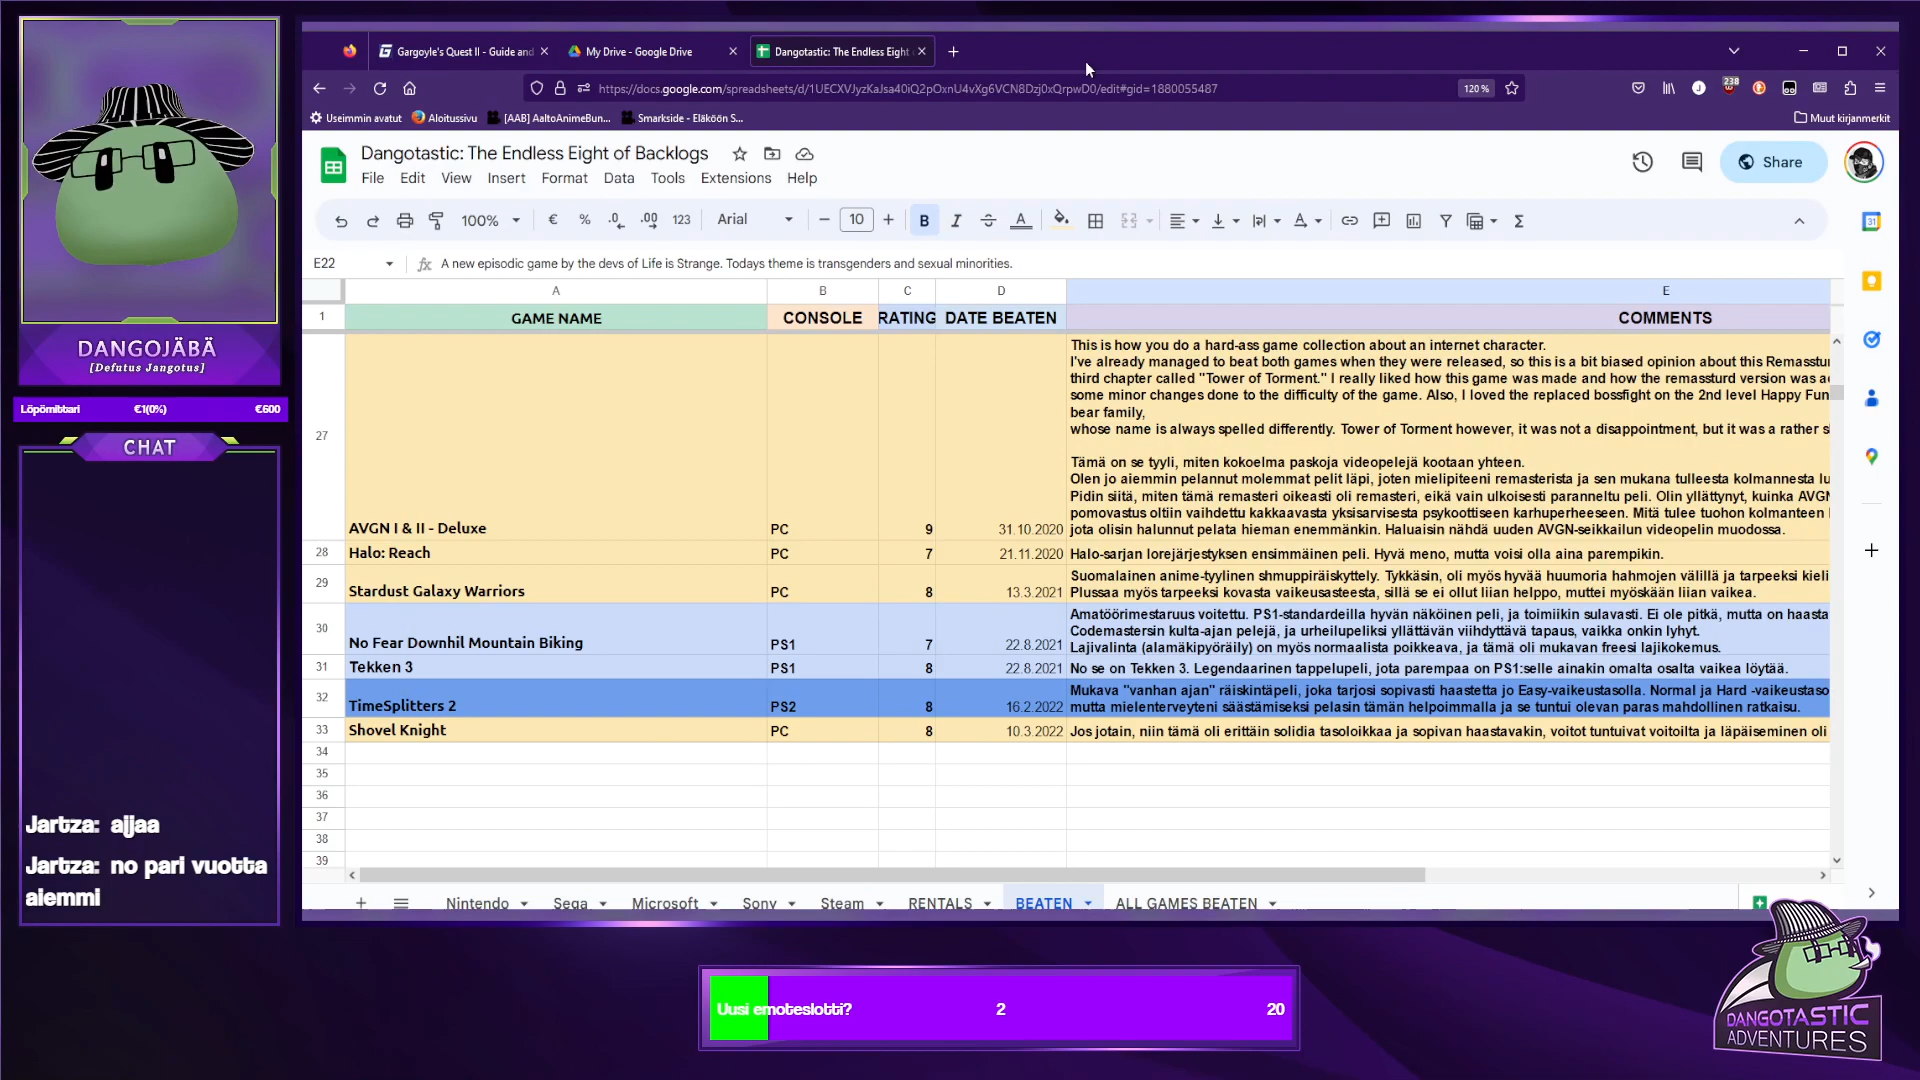 Gargoyle's Quest II - Guide and
My Drive - Google Drive
Dangotastic: The Endless Eight
https://docs.google.com/spreadsheets/d/1UECXVJyzKaJsa40iQ2pOxnU4vXg6VCN8Dzj0xQrpwD0/edit#gid=1880055487
120 %
238
Useimmin avatut
Aloitussivu
[AAB] AaltoAnimeBun...
Smarkside - Eläköön S...
Muut kirjanmerkit
Dangotastic: The Endless Eight of Backlogs
File Edit View Insert Format Data Tools Extensions Help
Share
100% € % .0 .00 123 Arial 10
E22
A new episodic game by the devs of Life is Strange. Todays theme is transgenders and sexual minorities.
A B C D E
1 GAME NAME CONSOLE RATING DATE BEATEN COMMENTS
This is how you do a hard-ass game collection about an internet character.
I've already managed to beat both games when they were released, so this is a bit biased opinion about this Remasstur
third chapter called "Tower of Torment." I really liked how this game was made and how the remassturd version was a
some minor changes done to the difficulty of the game. Also, I loved the replaced bossfight on the 2nd level Happy Fun
bear family,
whose name is always spelled differently. Tower of Torment however, it was not a disappointment, but it was a rather s
Tämä on se tyyli, miten kokoelma paskoja videopelejä kootaan yhteen.
Olen jo aiemmin pelannut molemmat pelit läpi, joten mielipiteeni remasterista ja sen mukana tulleesta kolmannesta lu
Pidin siitä, miten tämä remasteri oikeasti oli remasteri, eikä vain ulkoisesti paranneltu peli. Olin yllättynyt, kuinka AVGN
pomovastus oltiin vaihdettu kakkaavasta yksisarvisesta psykoottiseen karhuperheeseen. Mitä tulee tuohon kolmanteen
jota olisin halunnut pelata hieman enemmänkin. Haluaisin nähdä uuden AVGN-seikkailun videopelin muodossa.
27 AVGN I & II - Deluxe PC 9 31.10.2020
28 Halo: Reach PC 7 21.11.2020 Halo-sarjan lorejärjestyksen ensimmäinen peli. Hyvä meno, mutta voisi olla aina parempikin.
Suomalainen anime-tyylinen shmuppiräiskyttely. Tykkäsin, oli myös hyvää huumoria hahmojen välillä ja tarpeeksi kieli
29 Stardust Galaxy Warriors PC 8 13.3.2021 Plussaa myös tarpeeksi kovasta vaikeusasteesta, sillä se ei ollut liian helppo, muttei myöskään liian vaikea.
Amatöörimestaruus voitettu. PS1-standardeilla hyvän näköinen peli, ja toimiikin sulavasti. Ei ole pitkä, mutta on haasta
Codemastersin kulta-ajan pelejä, ja urheilupeliksi yllättävän viihdyttävä tapaus, vaikka onkin lyhyt.
30 No Fear Downhil Mountain Biking PS1 7 22.8.2021 Lajivalinta (alamäkipyöräily) on myös normaalista poikkeava, ja tämä oli mukavan freesi lajikokemus.
31 Tekken 3 PS1 8 22.8.2021 No se on Tekken 3. Legendaarinen tappelupeli, jota parempaa on PS1:selle ainakin omalta osalta vaikea löytää.
Mukava "vanhan ajan" räiskintäpeli, joka tarjosi sopivasti haastetta jo Easy-vaikeustasolla. Normal ja Hard -vaikeustaso
32 TimeSplitters 2 PS2 8 16.2.2022 mutta mielenterveyteni säästämiseksi pelasin tämän helpoimmalla ja se tuntui olevan paras mahdollinen ratkaisu.
33 Shovel Knight PC 8 10.3.2022 Jos jotain, niin tämä oli erittäin solidia tasoloikkaa ja sopivan haastavakin, voitot tuntuivat voitoilta ja läpäiseminen oli
34
35
36
37
38
39
Nintendo Sega Microsoft Sony Steam RENTALS BEATEN ALL GAMES BEATEN
DANGOJÄBÄ
[Defutus Jangotus]
Löpömittari €1(0%) €600
CHAT
Jartza: aijaa
Jartza: no pari vuotta
aiemmi
Uusi emoteslotti? 2 20
DANGOTASTIC
ADVENTURES
31